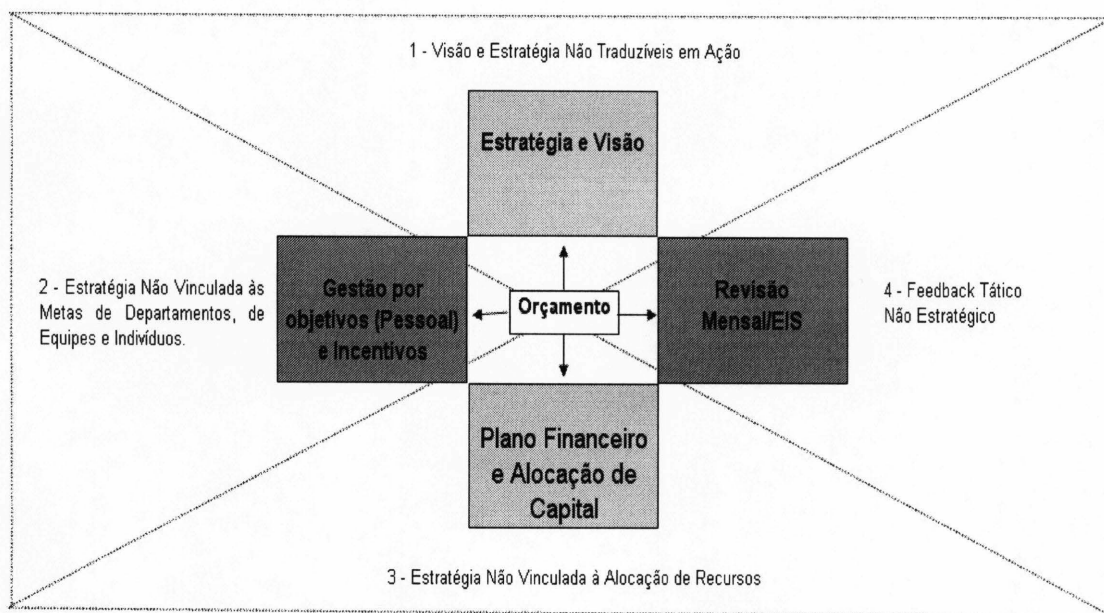 1 - Visão e Estratégia Não Traduzíveis em Ação
Estratégia e Visão
2 - Estratégia Não Vinculada às
Metas de Departamentos, de
Equipes e Indivíduos.
Gestão por
objetivos (Pessoal)
e Incentivos
Orçamento
Revisão
Mensal/EIS
4 - Feedback Tático
Não Estratégico
Plano Financeiro
e Alocação de
Capital
3 - Estratégia Não Vinculada à Alocação de Recursos